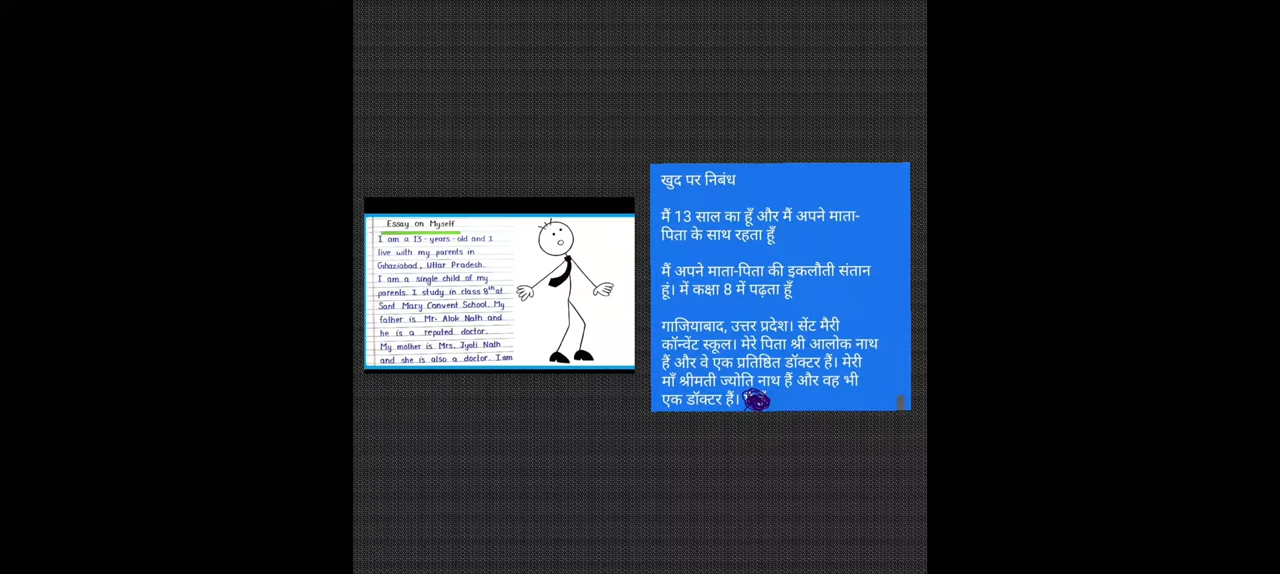 Essay on Myself
I am a 13-years-old and I
live with my parents in
Ghaziabad, Uttar Pradesh.
I am a single child of my
parents. I study in class 8th at
Sant Mary Convent School. My
father is Mr. Alok Nath and
he is a reputed doctor.
My mother is Mrs. Jyoti Nath
and she is also a doctor. I am
खुद पर निबंध
मैं 13 साल का हूँ और मैं अपने माता-
पिता के साथ रहता हूँ
मैं अपने माता-पिता की इकलौती संतान
हूं। में कक्षा 8 में पढ़ता हूँ
गाजियाबाद, उत्तर प्रदेश। सेंट मैरी
कॉन्वेंट स्कूल। मेरे पिता श्री आलोक नाथ
हैं और वे एक प्रतिष्ठित डॉक्टर हैं। मेरी
माँ श्रीमती ज्योति नाथ हैं और वह भी
एक डॉक्टर हैं।